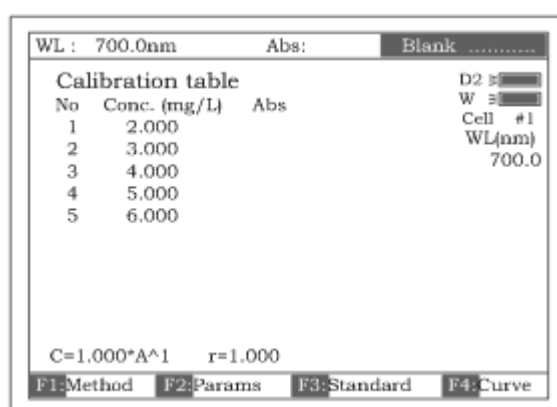 WL : 700.0nm Abs: Blank ...........
Calibration table D2
No Conc. (mg/L) Abs W
1 2.000 Cell #1
2 3.000 WL(nm)
3 4.000 700.0
4 5.000
5 6.000
C=1.000*A^1 r=1.000
F1:Method F2:Params F3:Standard F4:Curve